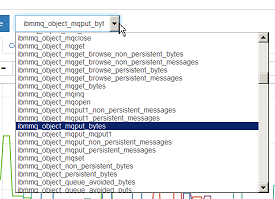 ibmmq_object_mqput_byt
ibmmq_object_mqclose
ibmmq_object_mqget
ibmmq_object_mqget_browse_non_persistent_bytes
ibmmq_object_mqget_browse_non_persistent_messages
ibmmq_object_mqget_browse_persistent_bytes
ibmmq_object_mqget_browse_persistent_messages
ibmmq_object_mqget_bytes
ibmmq_object_mqinq
ibmmq_object_mqopen
ibmmq_object_mqput1_non_persistent_messages
ibmmq_object_mqput1_persistent_messages
ibmmq_object_mqput_bytes
ibmmq_object_mqput_mqput1
ibmmq_object_mqput_non_persistent_messages
ibmmq_object_mqput_persistent_messages
ibmmq_object_mqset
ibmmq_object_non_persistent_bytes
ibmmq_object_persistent_bytes
ibmmq_object_queue_avoided_bytes
ibmmq_object_queue_avoided_puts